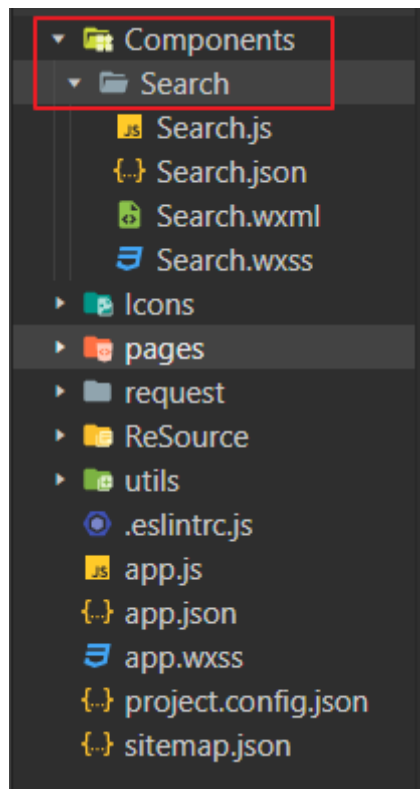 Components
Search
Search.js
Search.json
Search.wxml
Search.wxss
Icons
pages
request
ReSource
utils
.eslintrc.js
app.js
app.json
app.wxss
project.config.json
sitemap.json